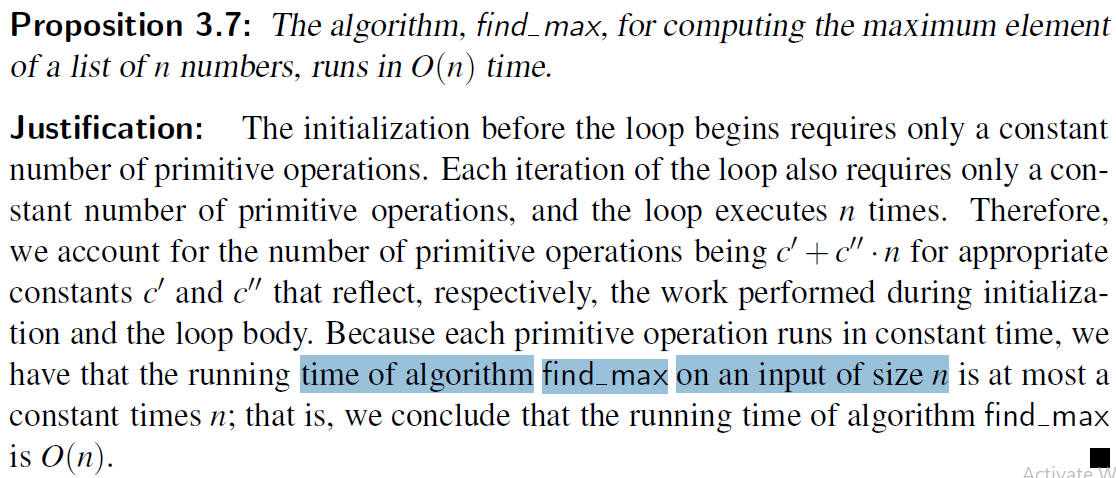 Proposition 3.7: The algorithm, find_max, for computing the maximum element
of a list of n numbers, runs in O(n) time.
Justification: The initialization before the loop begins requires only a constant
number of primitive operations. Each iteration of the loop also requires only a con-
stant number of primitive operations, and the loop executes n times. Therefore,
we account for the number of primitive operations being c′ + c″ · n for appropriate
constants c′ and c″ that reflect, respectively, the work performed during initializa-
tion and the loop body. Because each primitive operation runs in constant time, we
have that the running time of algorithm find_max on an input of size n is at most a
constant times n; that is, we conclude that the running time of algorithm find_max
is O(n).
Activate W